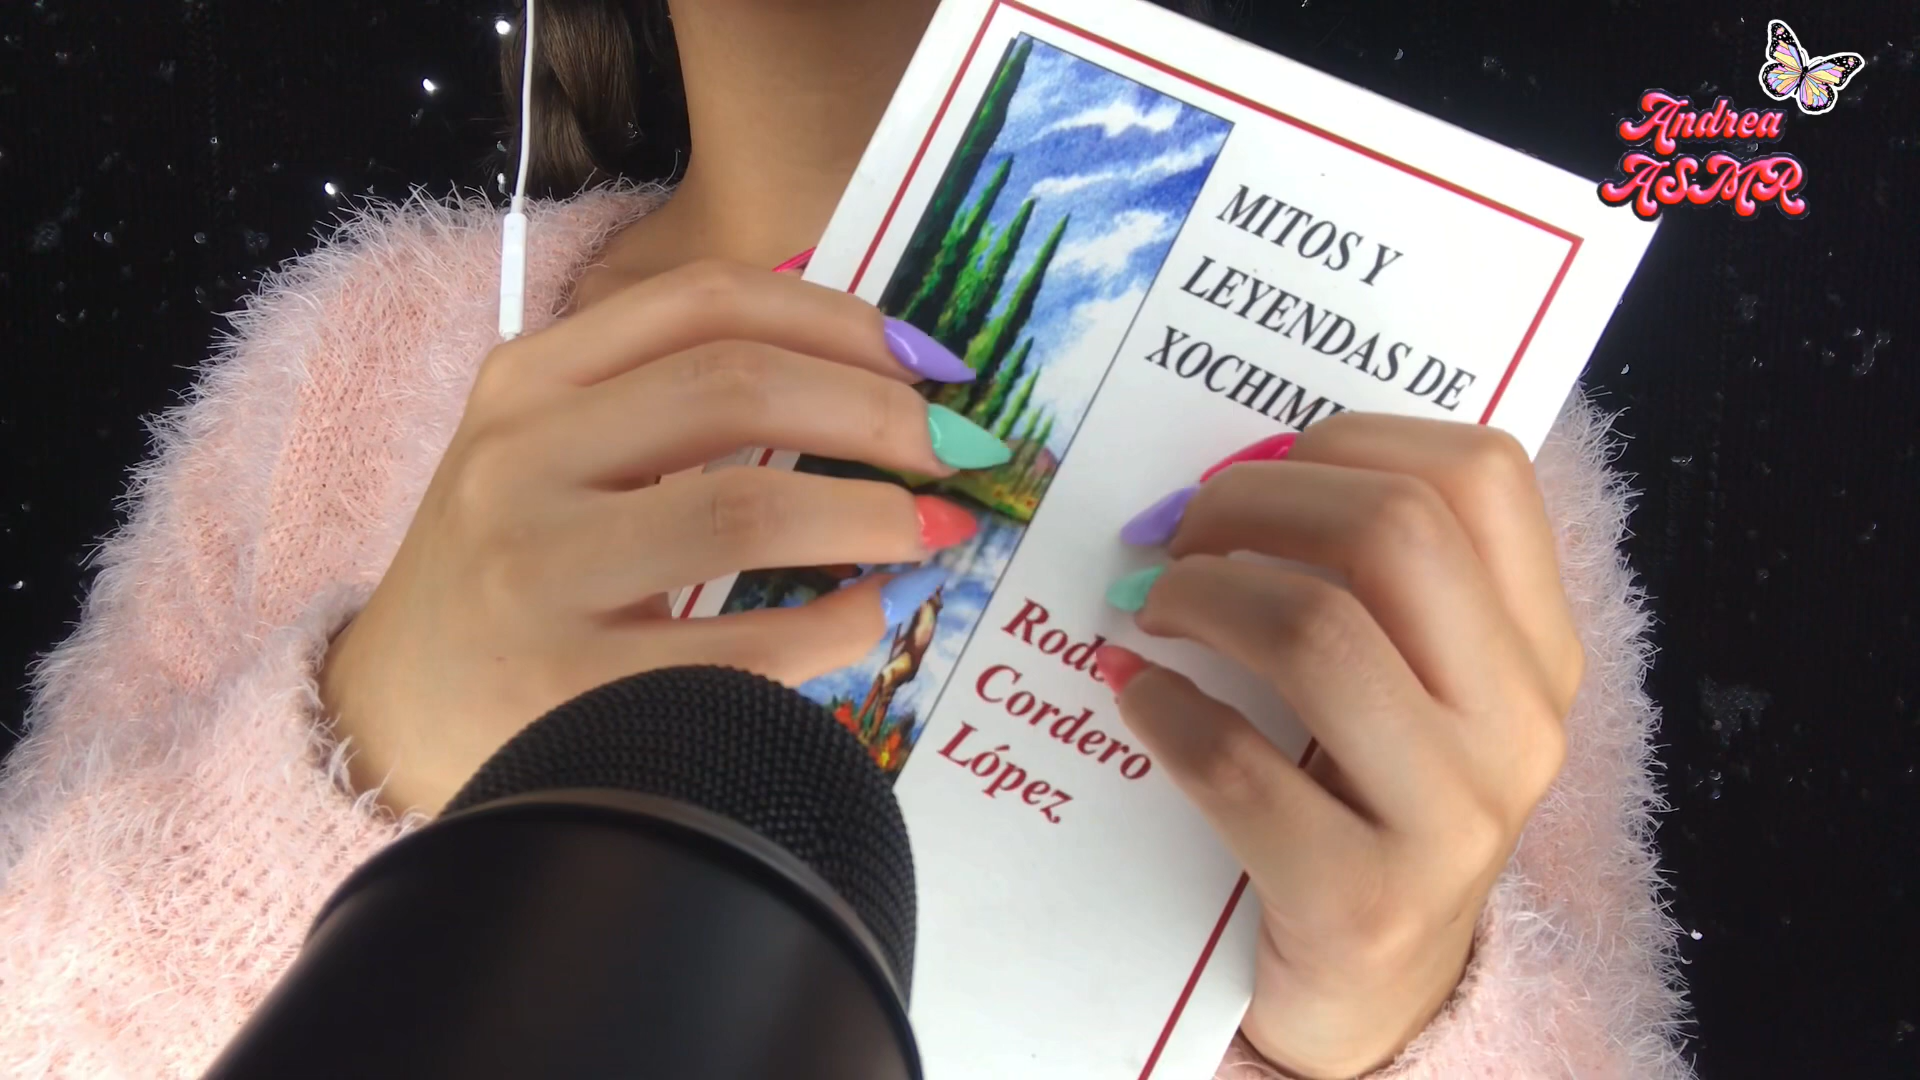 Andrea
ASMR
MITOS Y
LEYENDAS DE
Cordero
López